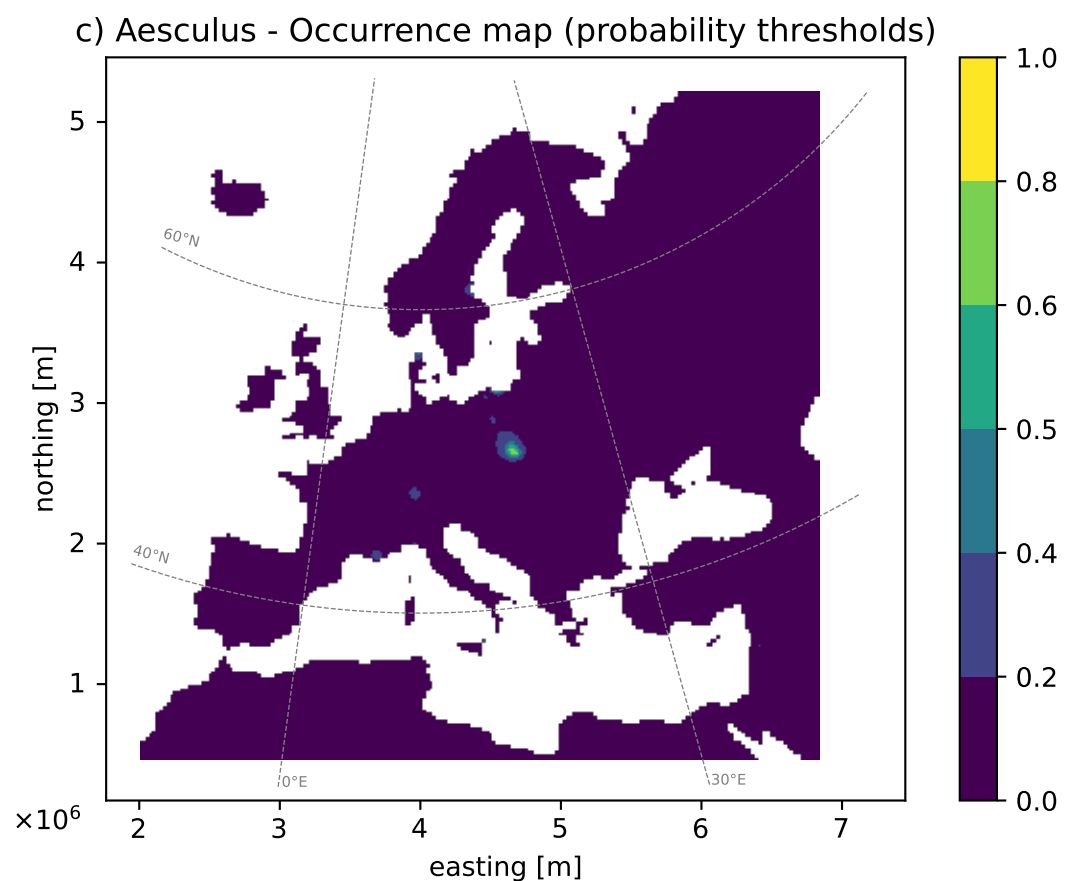 c) Aesculus - Occurrence map (probability thresholds)
1.0
0.8
0.6
0.5
0.4
0.2
0.0
northing [m]
5
4
3
2
1
60°N
40°N
0°E
30°E
×10⁶
2 3 4 5 6 7
easting [m]